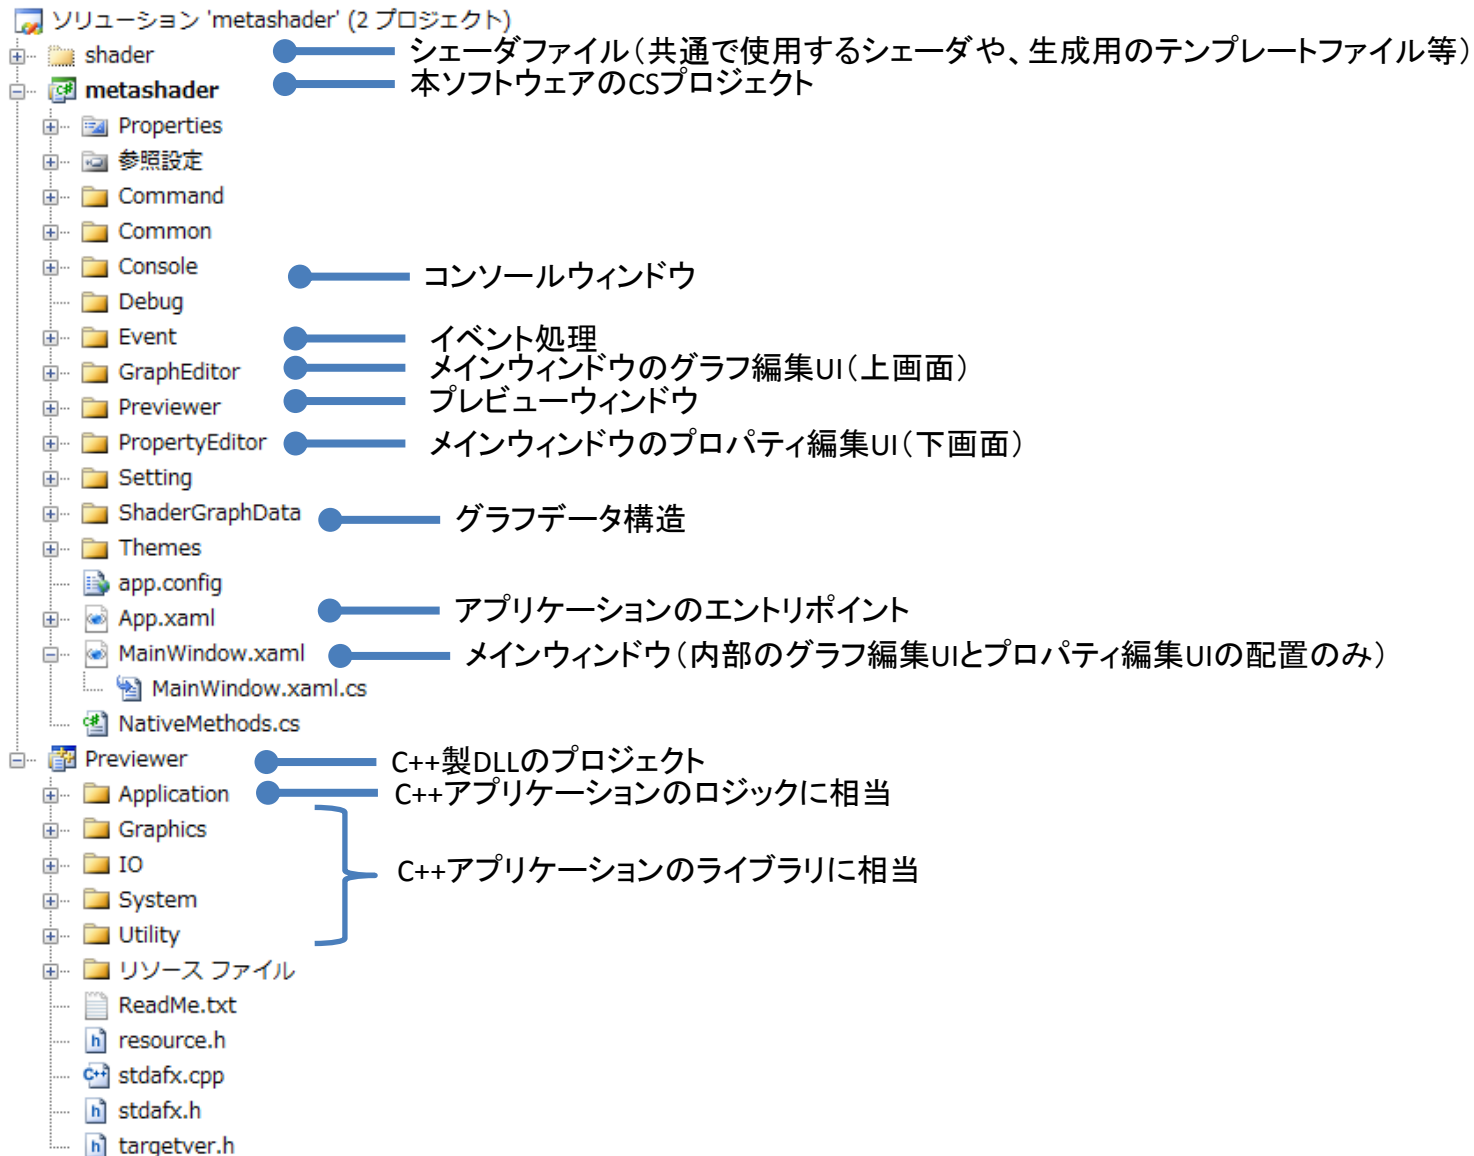 ソリューション 'metashader' (2 プロジェクト)
shader シェーダファイル（共通で使用するシェーダや、生成用のテンプレートファイル等）
metashader 本ソフトウェアのCSプロジェクト
Properties
参照設定
Command
Common
Console コンソールウィンドウ
Debug
Event イベント処理
GraphEditor メインウィンドウのグラフ編集UI（上画面）
Previewer プレビューウィンドウ
PropertyEditor メインウィンドウのプロパティ編集UI（下画面）
Setting
ShaderGraphData グラフデータ構造
Themes
app.config
App.xaml アプリケーションのエントリポイント
MainWindow.xaml メインウィンドウ（内部のグラフ編集UIとプロパティ編集UIの配置のみ）
MainWindow.xaml.cs
NativeMethods.cs
Previewer C++製DLLのプロジェクト
Application C++アプリケーションのロジックに相当
Graphics
IO C++アプリケーションのライブラリに相当
System
Utility
リソース ファイル
ReadMe.txt
resource.h
stdafx.cpp
stdafx.h
targetver.h